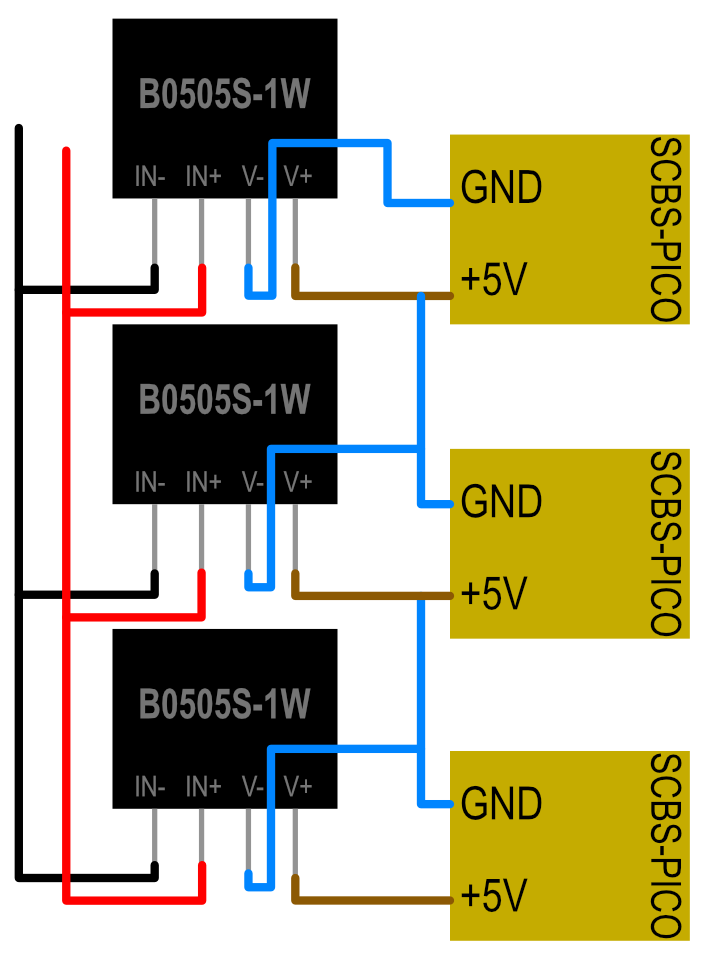 B0505S-1W
IN- IN+ V- V+
GND
+5V
SCBS-PICO
B0505S-1W
IN- IN+ V- V+
GND
+5V
SCBS-PICO
B0505S-1W
IN- IN+ V- V+
GND
+5V
SCBS-PICO